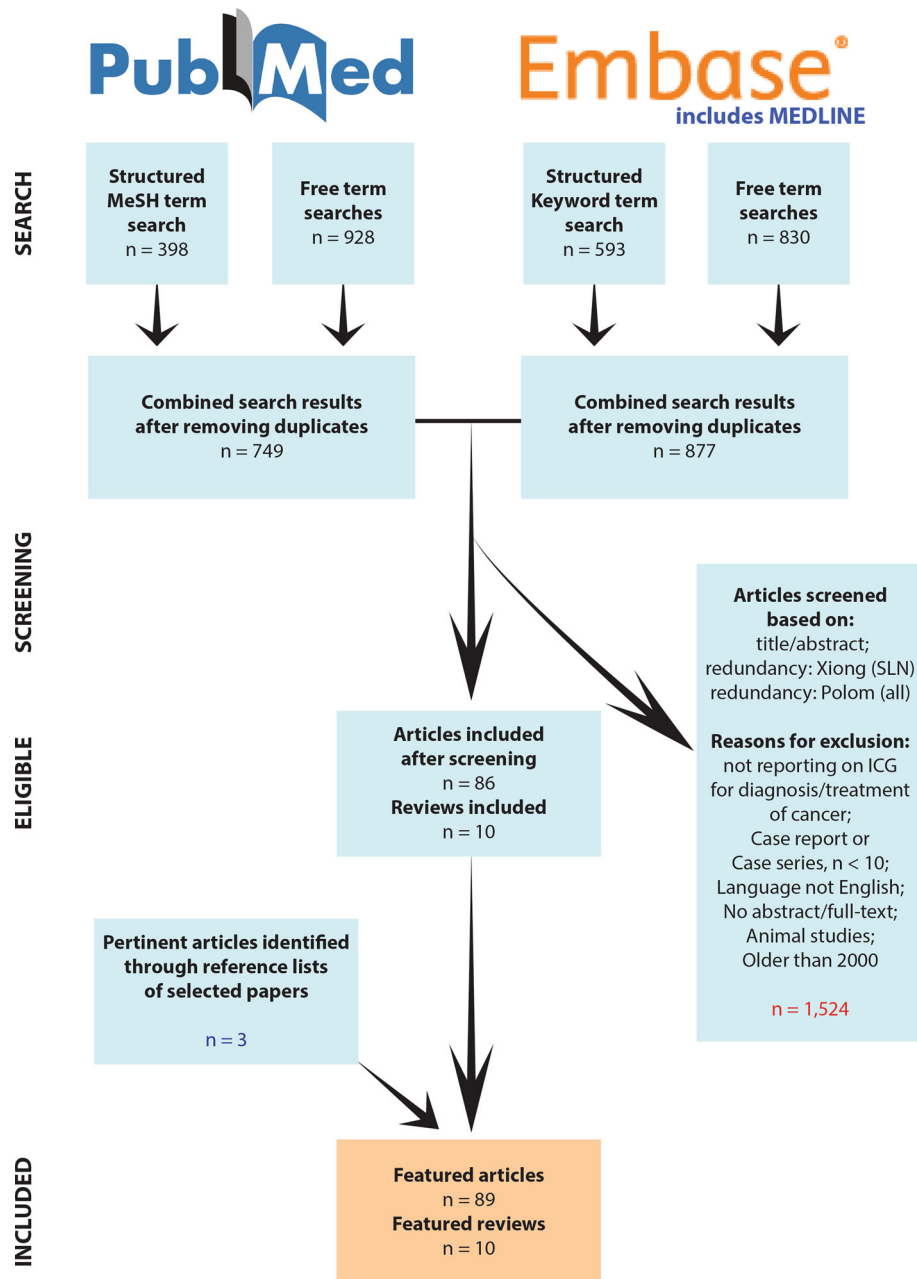 PubMed
Embase®
includes MEDLINE
SEARCH
Structured
MeSH term
search
n = 398
Free term
searches
n = 928
Structured
Keyword term
search
n = 593
Free term
searches
n = 830
Combined search results
after removing duplicates
n = 749
Combined search results
after removing duplicates
n = 877
SCREENING
Articles screened
based on:
title/abstract;
redundancy: Xiong (SLN)
redundancy: Polom (all)
Reasons for exclusion:
not reporting on ICG
for diagnosis/treatment
of cancer;
Case report or
Case series, n < 10;
Language not English;
No abstract/full-text;
Animal studies;
Older than 2000
n = 1,524
ELIGIBLE
Articles included
after screening
n = 86
Reviews included
n = 10
Pertinent articles identified
through reference lists
of selected papers
n = 3
INCLUDED
Featured articles
n = 89
Featured reviews
n = 10